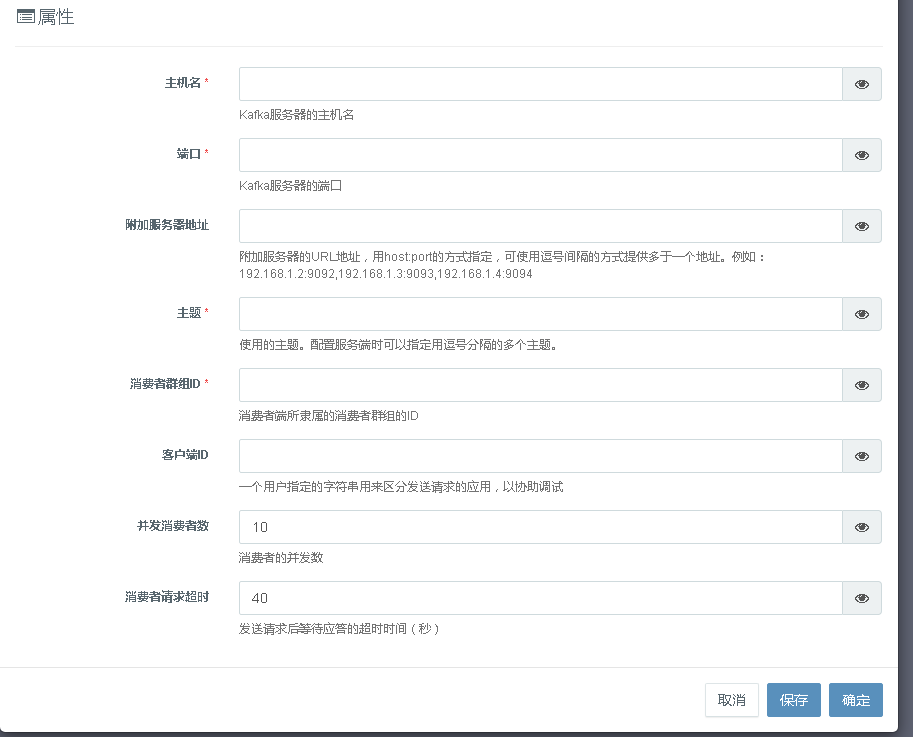 属性
主机名 *
Kafka服务器的主机名
端口 *
Kafka服务器的端口
附加服务器地址
附加服务器的URL地址，用host:port的方式指定，可使用逗号间隔的方式提供多于一个地址。例如：
192.168.1.2:9092,192.168.1.3:9093,192.168.1.4:9094
主题 *
使用的主题。配置服务端时可以指定用逗号分隔的多个主题。
消费者群组ID *
消费者端所隶属的消费者群组的ID
客户端ID
一个用户指定的字符串用来区分发送请求的应用，以协助调试
并发消费者数 10
消费者的并发数
消费者请求超时 40
发送请求后等待应答的超时时间（秒）
取消 保存 确定